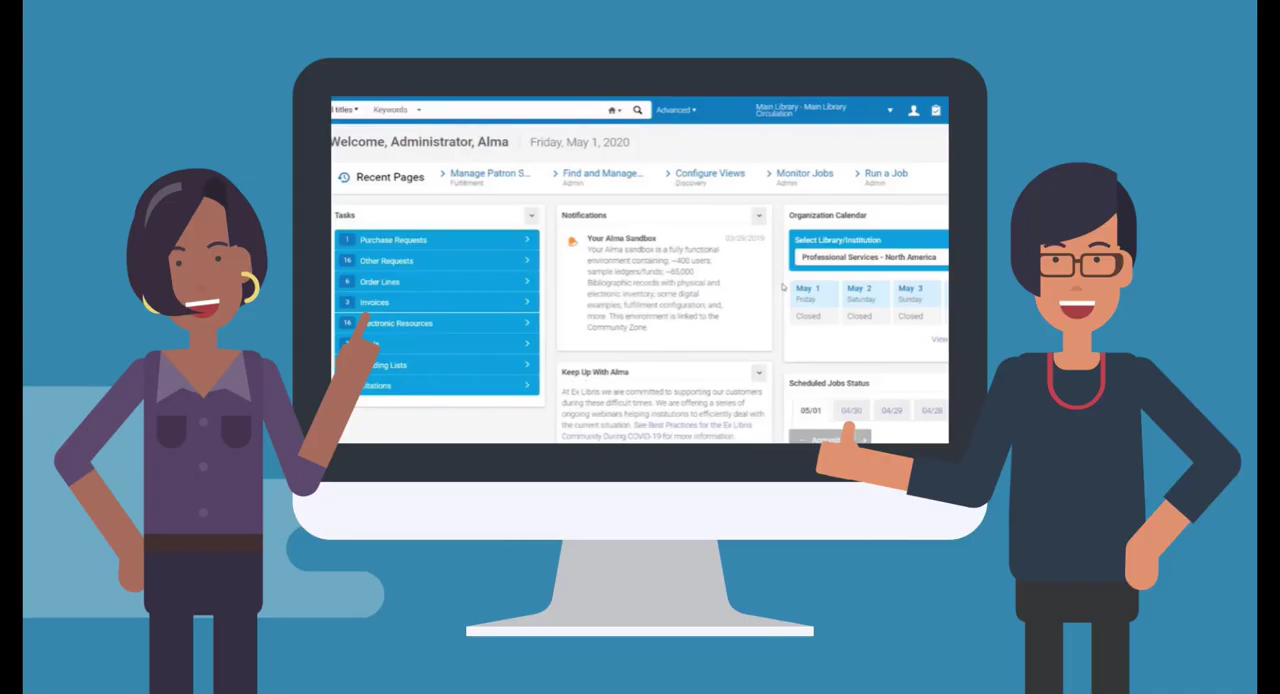 titles Keywords Advanced Main Library - Main Library
Circulation
Welcome, Administrator, Alma Friday, May 1, 2020
Recent Pages
Manage Patron S...
Fulfillment
Find and Manage...
Admin
Configure Views
Discovery
Monitor Jobs
Admin
Run a Job
Admin
Tasks
1 Purchase Requests
16 Other Requests
6 Order Lines
3 Invoices
16 ectronic Resources
ding Lists
itations
Notifications
Your Alma Sandbox 03/29/2019
Your Alma sandbox is a fully functional
environment containing; ~400 users;
sample ledgers/funds; ~65,000
Bibliographic records with physical and
electronic inventory, some digital
examples; fulfillment configuration; and,
more. This environment is linked to the
Community Zone.
Keep Up With Alma
At Ex Libris we are committed to supporting our customers
during these difficult times. We are offering a series of
ongoing webinars helping institutions to efficiently deal with
the current situation. See Best Practices for the Ex Libris
Community During COVID-19 for more information.
Organization Calendar
Select Library/Institution
Professional Services - North America
May 1 May 2 May 3
Friday Saturday Sunday
Closed Closed Closed
View
Scheduled Jobs Status
05/01 04/30 04/29 04/28